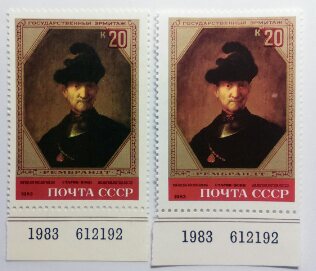 ГОСУДАРСТВЕННЫЙ ЭРМИТАЖ
К 20
РЕМБРАНДТ
1983
ПОЧТА СССР
1983 612192
ГОСУДАРСТВЕННЫЙ ЭРМИТАЖ
К 20
РЕМБРАНДТ
1983
ПОЧТА СССР
1983 612192